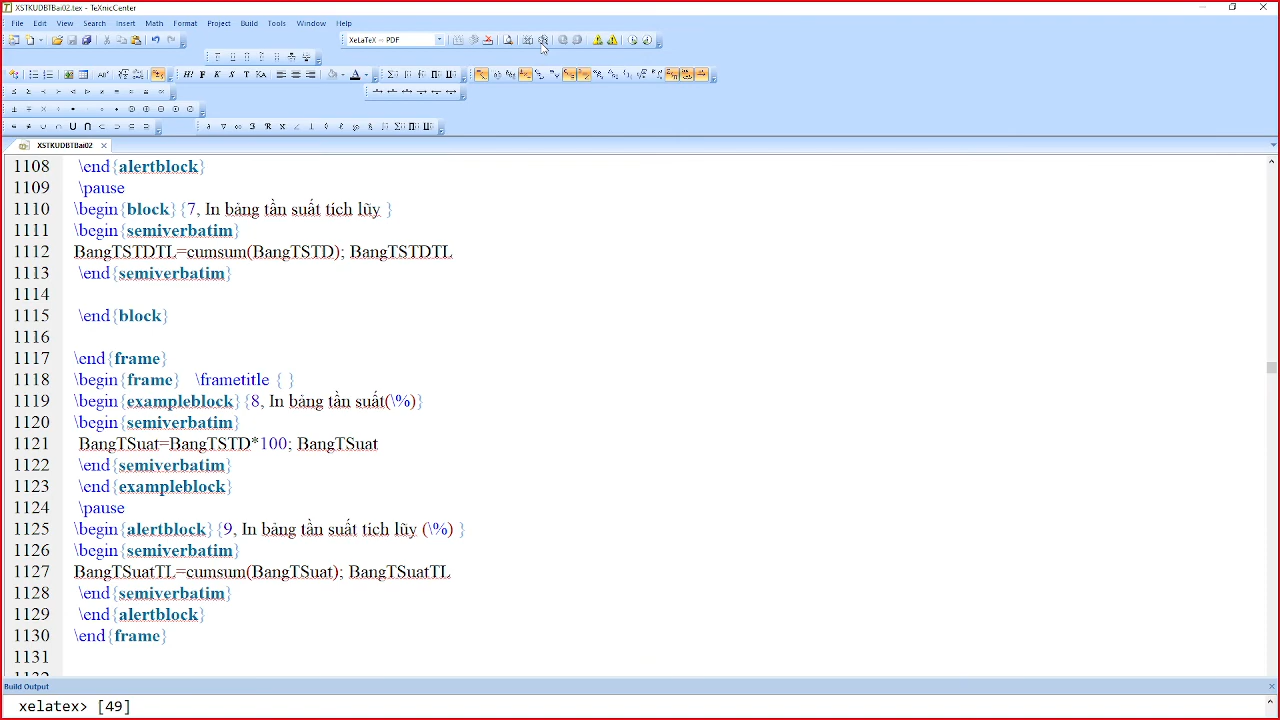 XSTKUDBTBai02.tex - TeXnicCenter
File Edit View Search Insert Math Format Project Build Tools Window Help
XeLaTeX ⇨ PDF
XSTKUDBTBai02
1108 \end{alertblock}
1109 \pause
1110 \begin{block}{7, In bảng tần suất tích lũy }
1111 \begin{semiverbatim}
1112 BangTSTDTL=cumsum(BangTSTD); BangTSTDTL
1113 \end{semiverbatim}
1114
1115 \end{block}
1116
1117 \end{frame}
1118 \begin{frame} \frametitle { }
1119 \begin{exampleblock}{8, In bảng tần suất(\%)}
1120 \begin{semiverbatim}
1121 BangTSuat=BangTSTD*100; BangTSuat
1122 \end{semiverbatim}
1123 \end{exampleblock}
1124 \pause
1125 \begin{alertblock}{9, In bảng tần suất tích lũy (\%) }
1126 \begin{semiverbatim}
1127 BangTSuatTL=cumsum(BangTSuat); BangTSuatTL
1128 \end{semiverbatim}
1129 \end{alertblock}
1130 \end{frame}
1131
Build Output
xelatex> [49]